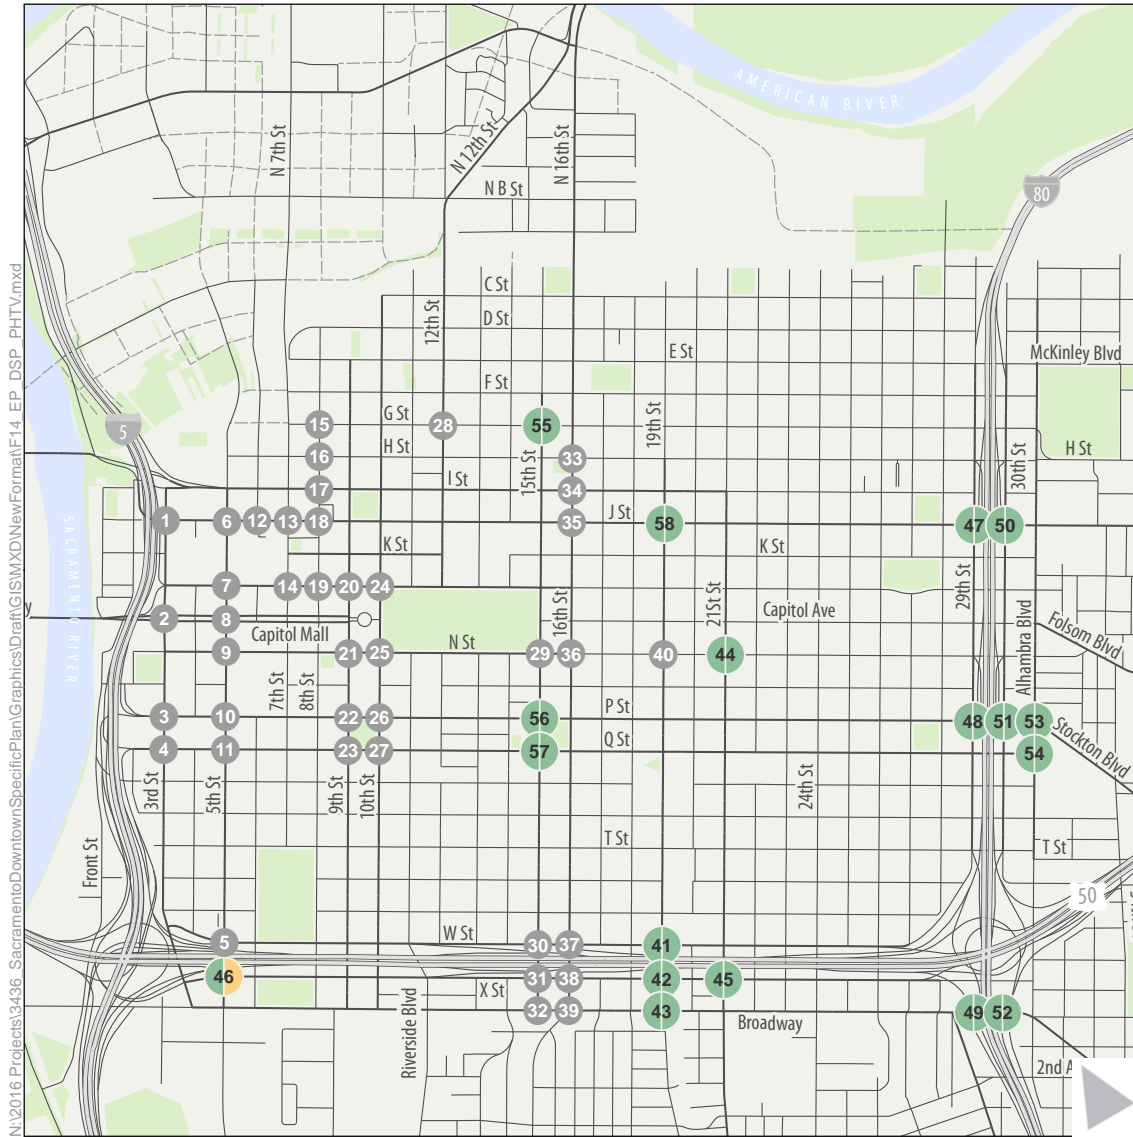 AMERICAN RIVER
N 7th St
N 12th St
N 16th St
N B St
80
C St
D St
12th St
E St
McKinley Blvd
F St
G St
15
28
55
19th St
5
H St
16
33
H St
15th St
30th St
I St
17
34
1
6
12
13
18
35
J St
58
47
50
K St
K St
7
14
19
20
24
29th St
21St St
16th St
Capitol Ave
2
8
y
Capitol Mall
N St
Folsom Blvd
Alhambra Blvd
9
21
25
29
36
40
44
SACRAMENTO RIVER
7th St
8th St
3
10
22
26
56
P St
48
51
53
Stockton Blvd
4
11
23
27
57
Q St
54
3rd St
5th St
9th St
10th St
24th St
T St
T St
Front St
50
W St
5
30
37
41
46
31
38
42
45
X St
32
39
43
49
52
Broadway
Riverside Blvd
2nd A
N:\2016 Projects\3436 SacramentoDowntownSpecificPlan\Graphics\Draft\GIS\MXD\NewFormat\F14_EP_DSP_PHTV.mxd